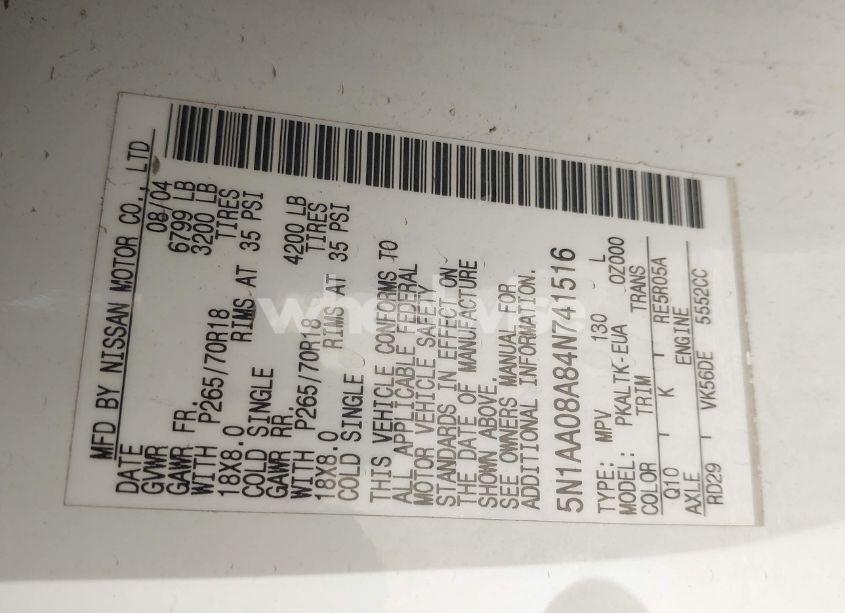 MFD BY NISSAN MOTOR CO., LTD
DATE 08/04
GVWR 6799 LB
GAWR FR. 3200 LB
WITH P265/70R18 TIRES
18X8.0 RIMS AT 35 PSI
COLD SINGLE
GAWR RR. 4200 LB
WITH P265/70R18 TIRES
18X8.0 RIMS AT 35 PSI
COLD SINGLE
THIS VEHICLE CONFORMS TO
ALL APPLICABLE FEDERAL
MOTOR VEHICLE SAFETY
STANDARDS IN EFFECT ON
THE DATE OF MANUFACTURE
SHOWN ABOVE.
SEE OWNERS MANUAL FOR
ADDITIONAL INFORMATION.
5N1AA08A84N741516
TYPE: MPV 130 L
MODEL: PKALTK-EUA 0Z000
COLOR TRIM TRANS
Q10 K RE5R05A
AXLE ENGINE
RD29 VK56DE 5552CC